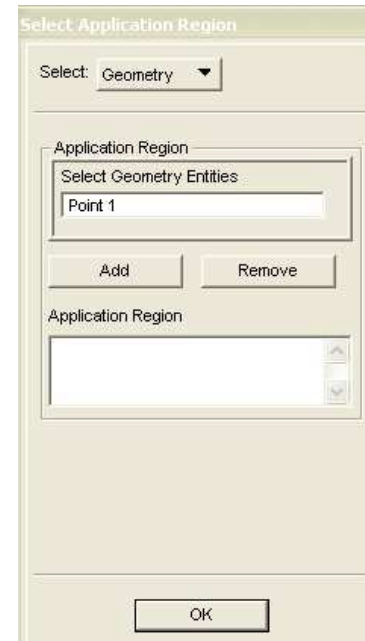 Select Application Region
Select: Geometry
Application Region
Select Geometry Entities
Point 1
Add Remove
Application Region
OK